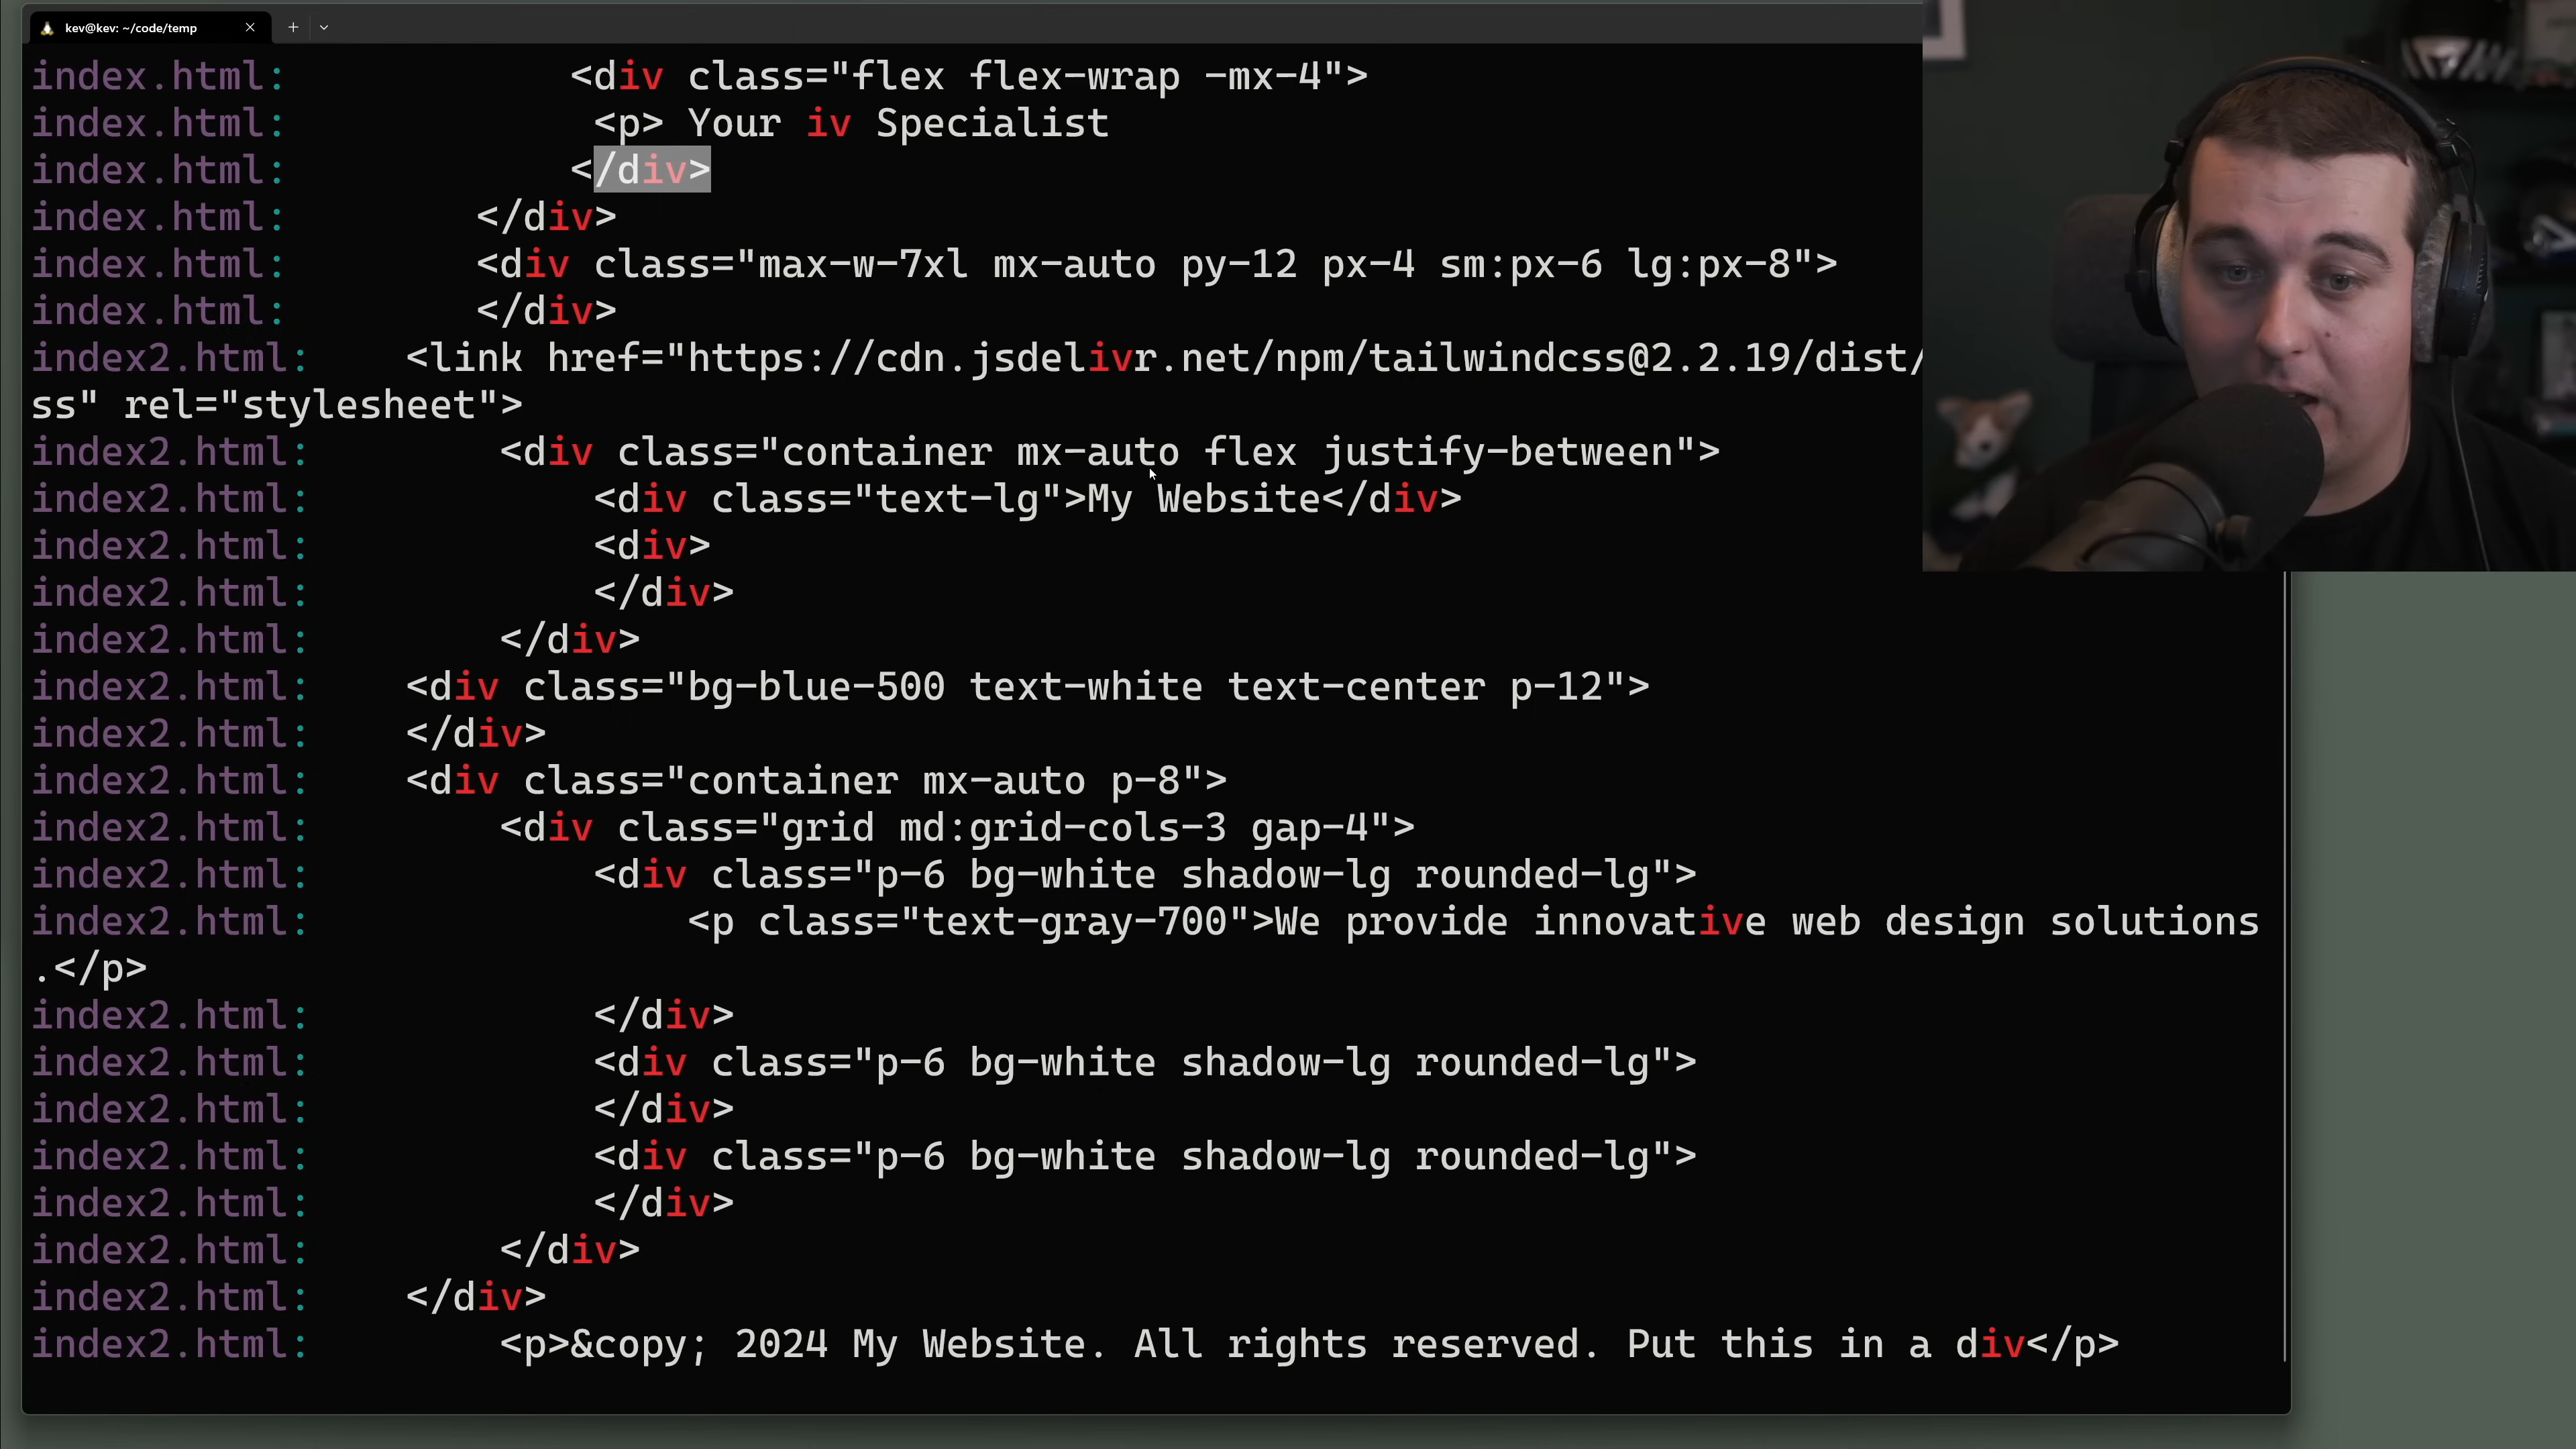 kev@kev: ~/code/temp
index.html: <div class="flex flex-wrap -mx-4">
index.html: <p> Your iv Specialist
index.html: </div>
index.html: </div>
index.html: <div class="max-w-7xl mx-auto py-12 px-4 sm:px-6 lg:px-8">
index.html: </div>
index2.html: <link href="https://cdn.jsdelivr.net/npm/tailwindcss@2.2.19/dist/
ss" rel="stylesheet">
index2.html: <div class="container mx-auto flex justify-between">
index2.html: <div class="text-lg">My Website</div>
index2.html: <div>
index2.html: </div>
index2.html: </div>
index2.html: <div class="bg-blue-500 text-white text-center p-12">
index2.html: </div>
index2.html: <div class="container mx-auto p-8">
index2.html: <div class="grid md:grid-cols-3 gap-4">
index2.html: <div class="p-6 bg-white shadow-lg rounded-lg">
index2.html: <p class="text-gray-700">We provide innovative web design solutions
.</p>
index2.html: </div>
index2.html: <div class="p-6 bg-white shadow-lg rounded-lg">
index2.html: </div>
index2.html: <div class="p-6 bg-white shadow-lg rounded-lg">
index2.html: </div>
index2.html: </div>
index2.html: </div>
index2.html: <p>&copy; 2024 My Website. All rights reserved. Put this in a div</p>